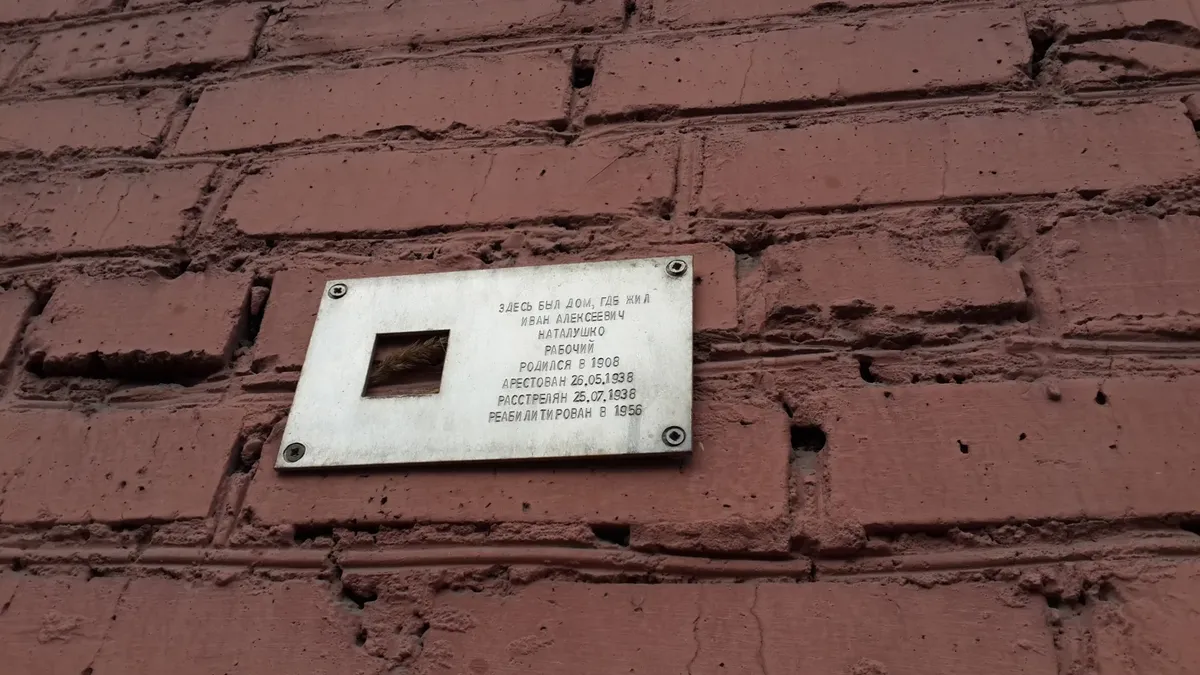 ЗДЕСЬ БЫЛ ДОМ, ГДЕ ЖИЛ
ИВАН АЛЕКСЕЕВИЧ
НАТАЛУШКО
РАБОЧИЙ
РОДИЛСЯ В 1908
АРЕСТОВАН 26.05.1938
РАССТРЕЛЯН 25.07.1938
РЕАБИЛИТИРОВАН В 1956